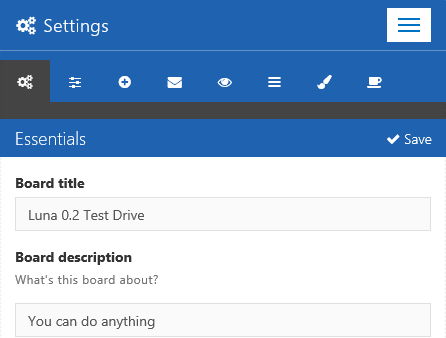 Settings
Essentials
Save
Board title
Luna 0.2 Test Drive
Board description
What's this board about?
You can do anything